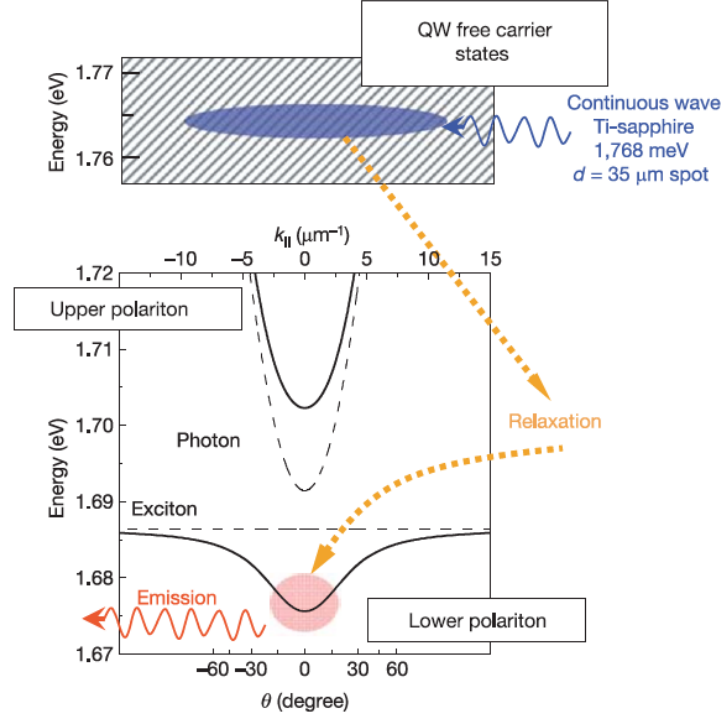 QW free carrier
states
1.77
1.76
Energy (eV)
Continuous wave
Ti-sapphire
1,768 meV
d = 35 μm spot
k|| (μm⁻¹)
–10 –5 0 5 10 15
1.72
1.71
1.70
1.69
1.68
1.67
Energy (eV)
Upper polariton
Photon
Relaxation
Exciton
Emission
Lower polariton
–60 –30 0 30 60
θ (degree)